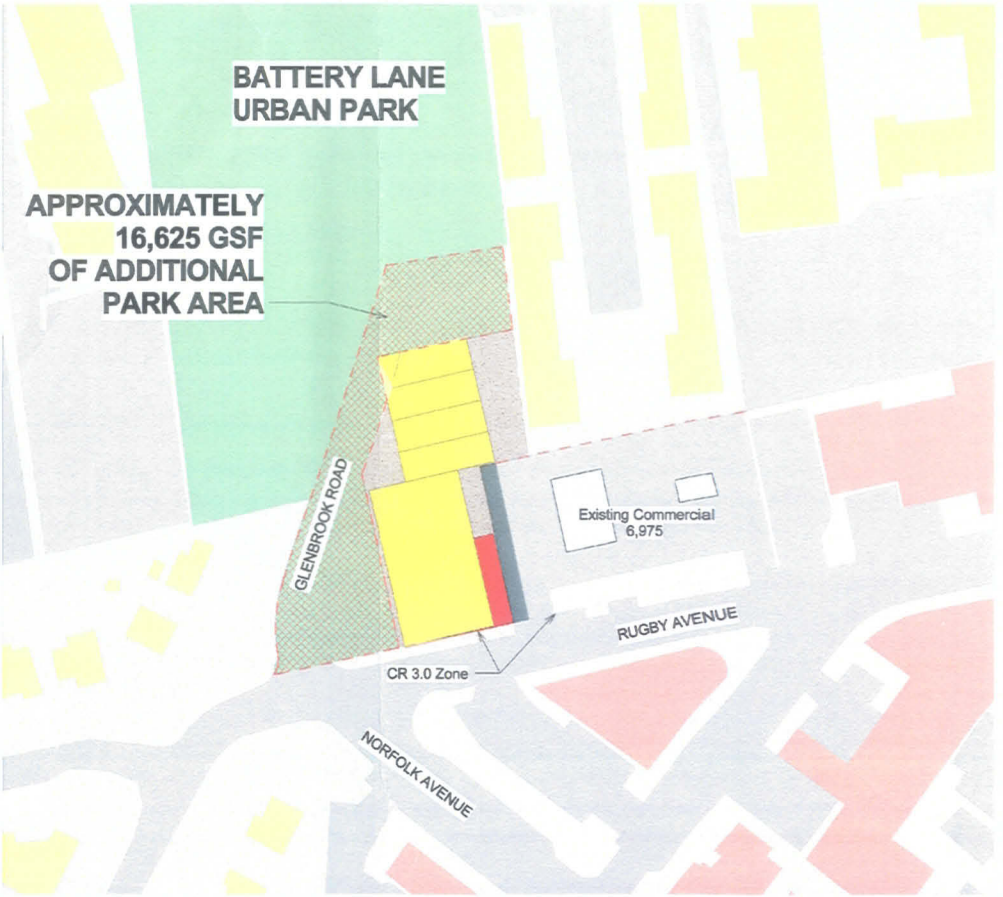 BATTERY LANE
URBAN PARK
APPROXIMATELY
16,625 GSF
OF ADDITIONAL
PARK AREA
GLENBROOK ROAD
Existing Commercial
6,975
RUGBY AVENUE
CR 3.0 Zone
NORFOLK AVENUE